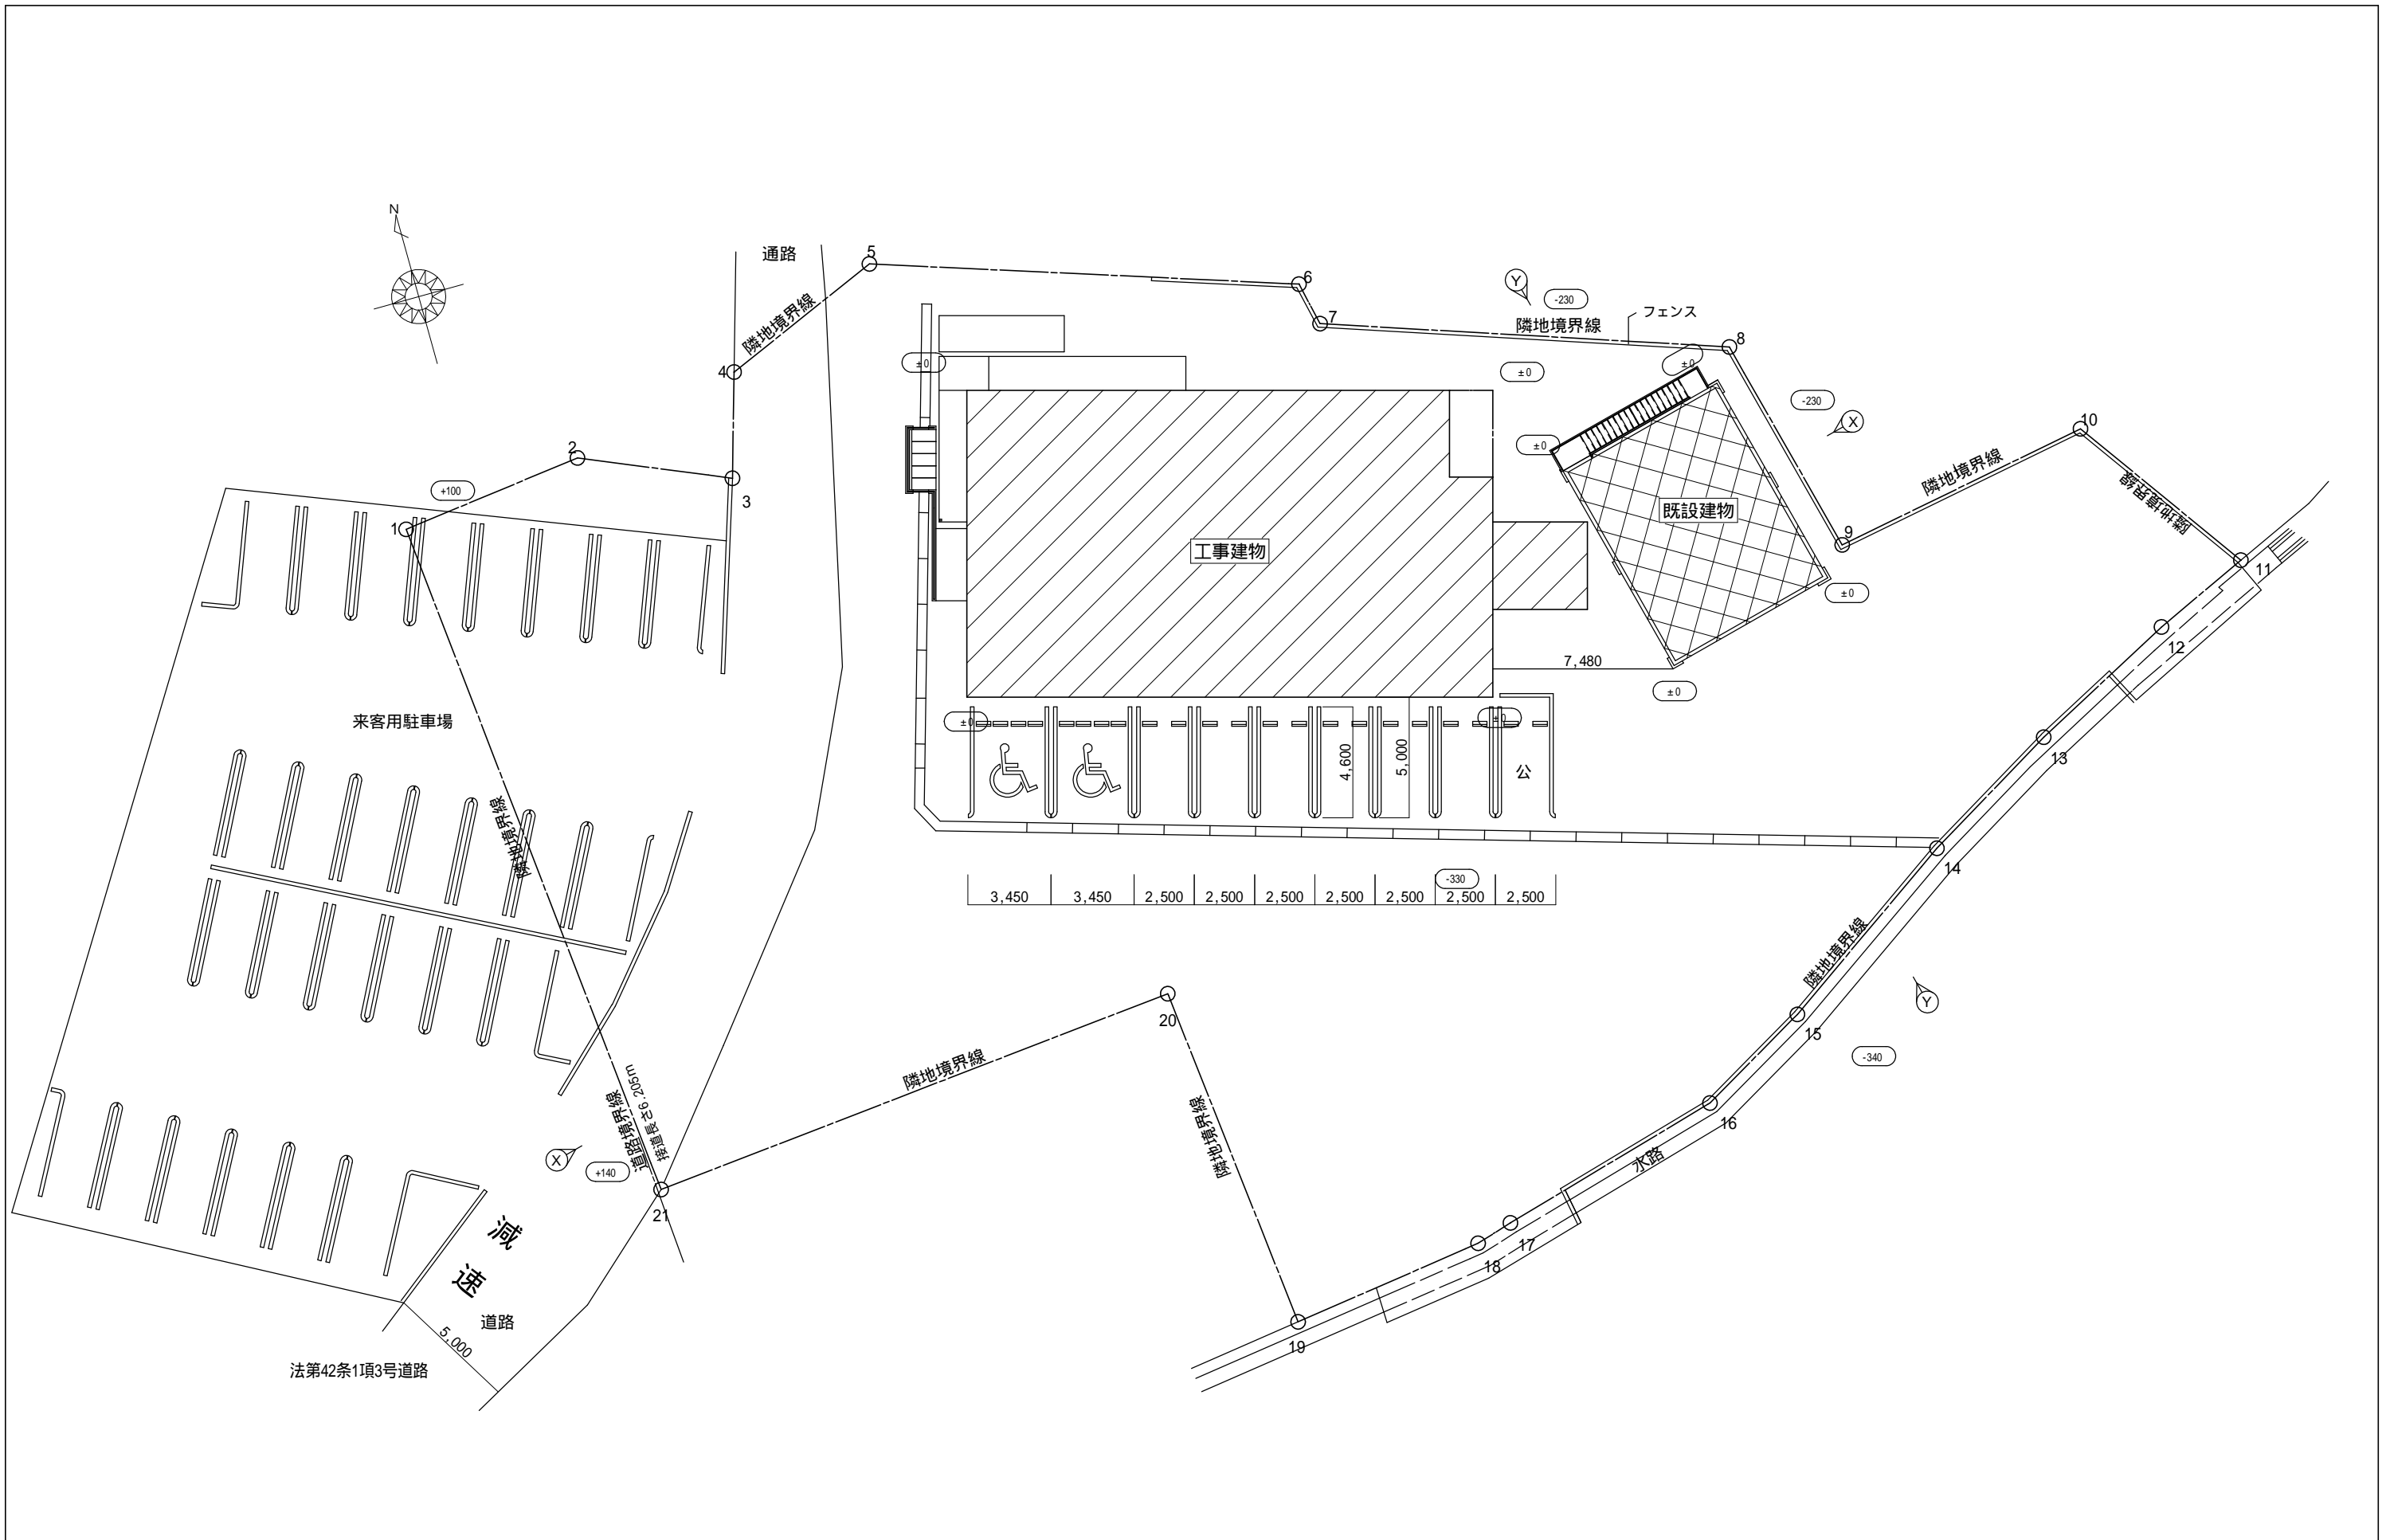 N
通路
5
6
7
Y
-230
フェンス
隣地境界線
8
隣地境界線
4
±0
±0
±0
-230
X
10
2
±0
隣地境界線
隣地境界線
3
+100
1
既設建物
9
工事建物
11
±0
12
7,480
±0
来客用駐車場
±0
±0
13
4,600
5,000
公
隣地境界線
14
-330
3,450
3,450
2,500
2,500
2,500
2,500
2,500
2,500
2,500
隣地境界線
Y
20
15
-340
隣地境界線
接道長さ6.205m
道路境界線
隣地境界線
16
水路
X
+140
21
減
速
17
18
道路
5,000
19
法第42条1項3号道路